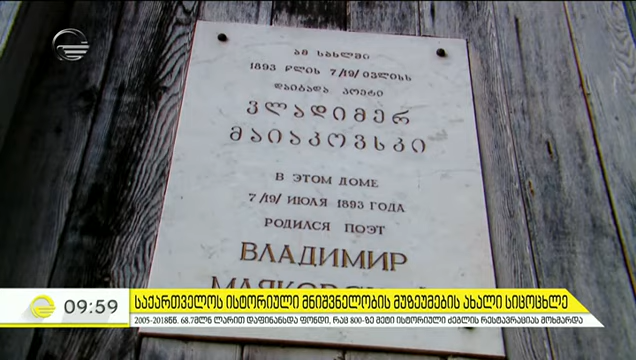 ამ სახლში
1893 წლის 7/19/ ივლისს
დაიბადა პოეტი
ვლადიმერ
მაიაკოვსკი
В ЭТОМ ДОМЕ
7/19/ ИЮЛЯ 1893 ГОДА
РОДИЛСЯ ПОЭТ
ВЛАДИМИР
МАЯКОВСКИЙ
09:59
საქართველოს ისტორიული მნიშვნელობის მუზეუმების ახალი სიცოცხლე
2005-2018წწ. 68.7მლნ ლარით დაფინანსდა ფონდი, რაც 800-ზე მეტი ისტორიული ძეგლის რესტავრაციას მოხმარდა